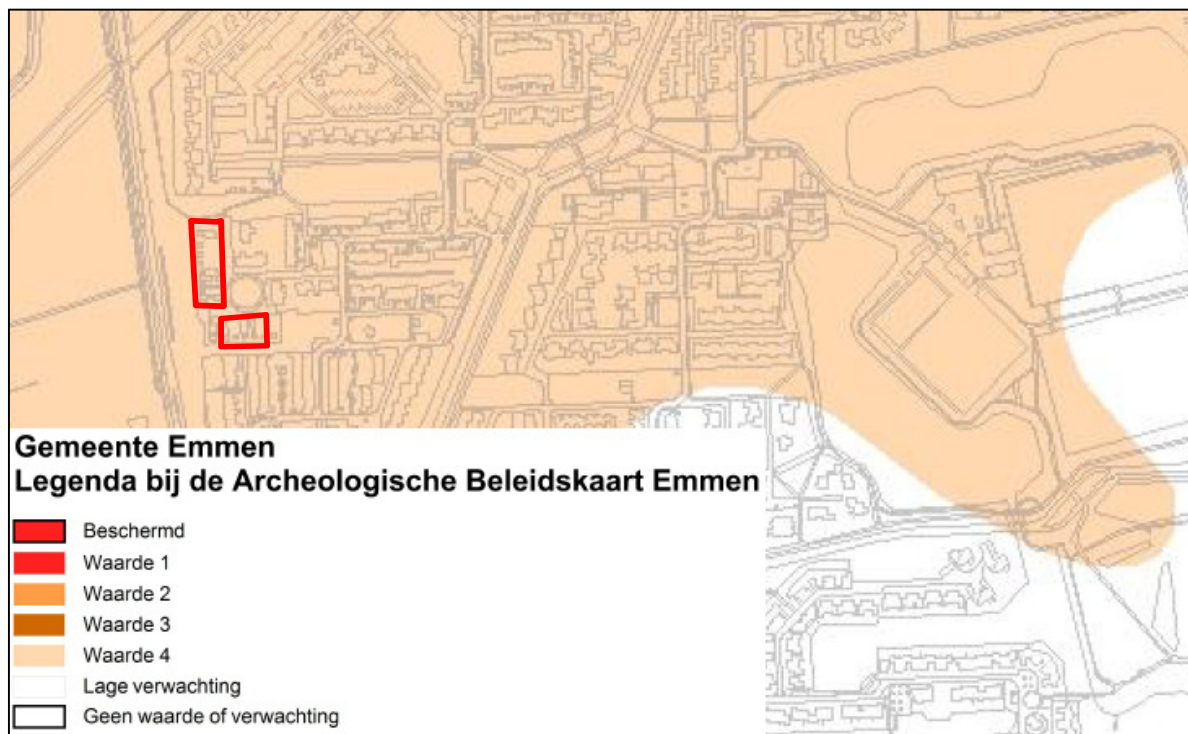 Gemeente Emmen
Legenda bij de Archeologische Beleidskaart Emmen
Beschermd
Waarde 1
Waarde 2
Waarde 3
Waarde 4
Lage verwachting
Geen waarde of verwachting